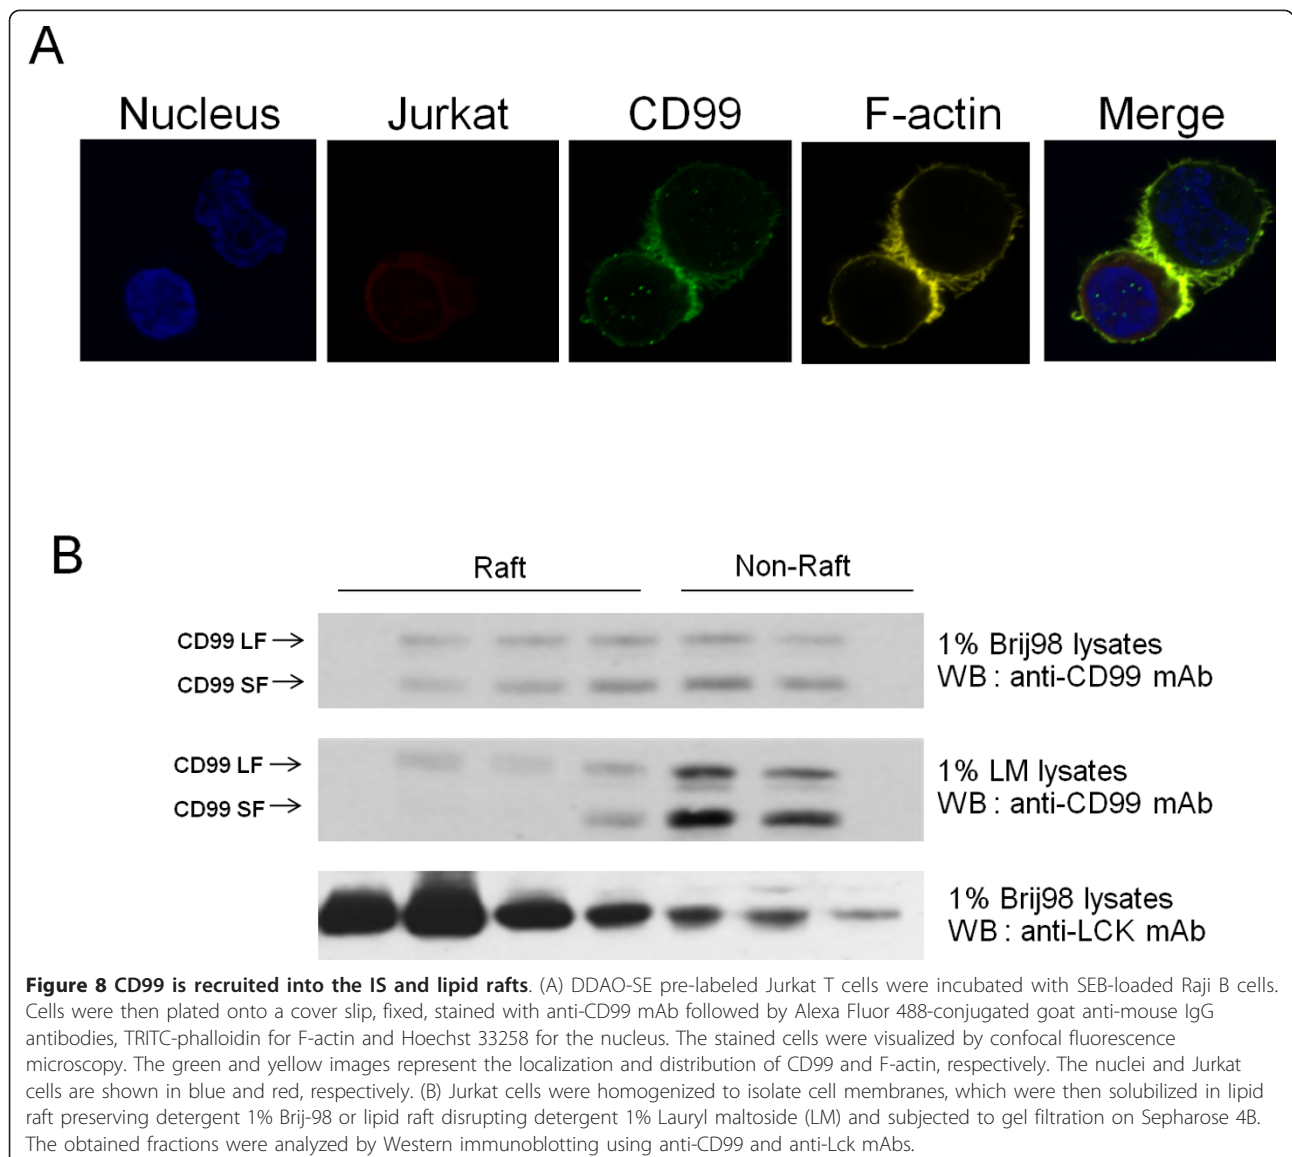 A
Nucleus Jurkat CD99 F-actin Merge
B
Raft Non-Raft
CD99 LF→
CD99 SF→
1% Brij98 lysates
WB : anti-CD99 mAb
CD99 LF→
CD99 SF→
1% LM lysates
WB : anti-CD99 mAb
1% Brij98 lysates
WB : anti-LCK mAb
Figure 8 CD99 is recruited into the IS and lipid rafts. (A) DDAO-SE pre-labeled Jurkat T cells were incubated with SEB-loaded Raji B cells.
Cells were then plated onto a cover slip, fixed, stained with anti-CD99 mAb followed by Alexa Fluor 488-conjugated goat anti-mouse IgG
antibodies, TRITC-phalloidin for F-actin and Hoechst 33258 for the nucleus. The stained cells were visualized by confocal fluorescence
microscopy. The green and yellow images represent the localization and distribution of CD99 and F-actin, respectively. The nuclei and Jurkat
cells are shown in blue and red, respectively. (B) Jurkat cells were homogenized to isolate cell membranes, which were then solubilized in lipid
raft preserving detergent 1% Brij-98 or lipid raft disrupting detergent 1% Lauryl maltoside (LM) and subjected to gel filtration on Sepharose 4B.
The obtained fractions were analyzed by Western immunoblotting using anti-CD99 and anti-Lck mAbs.